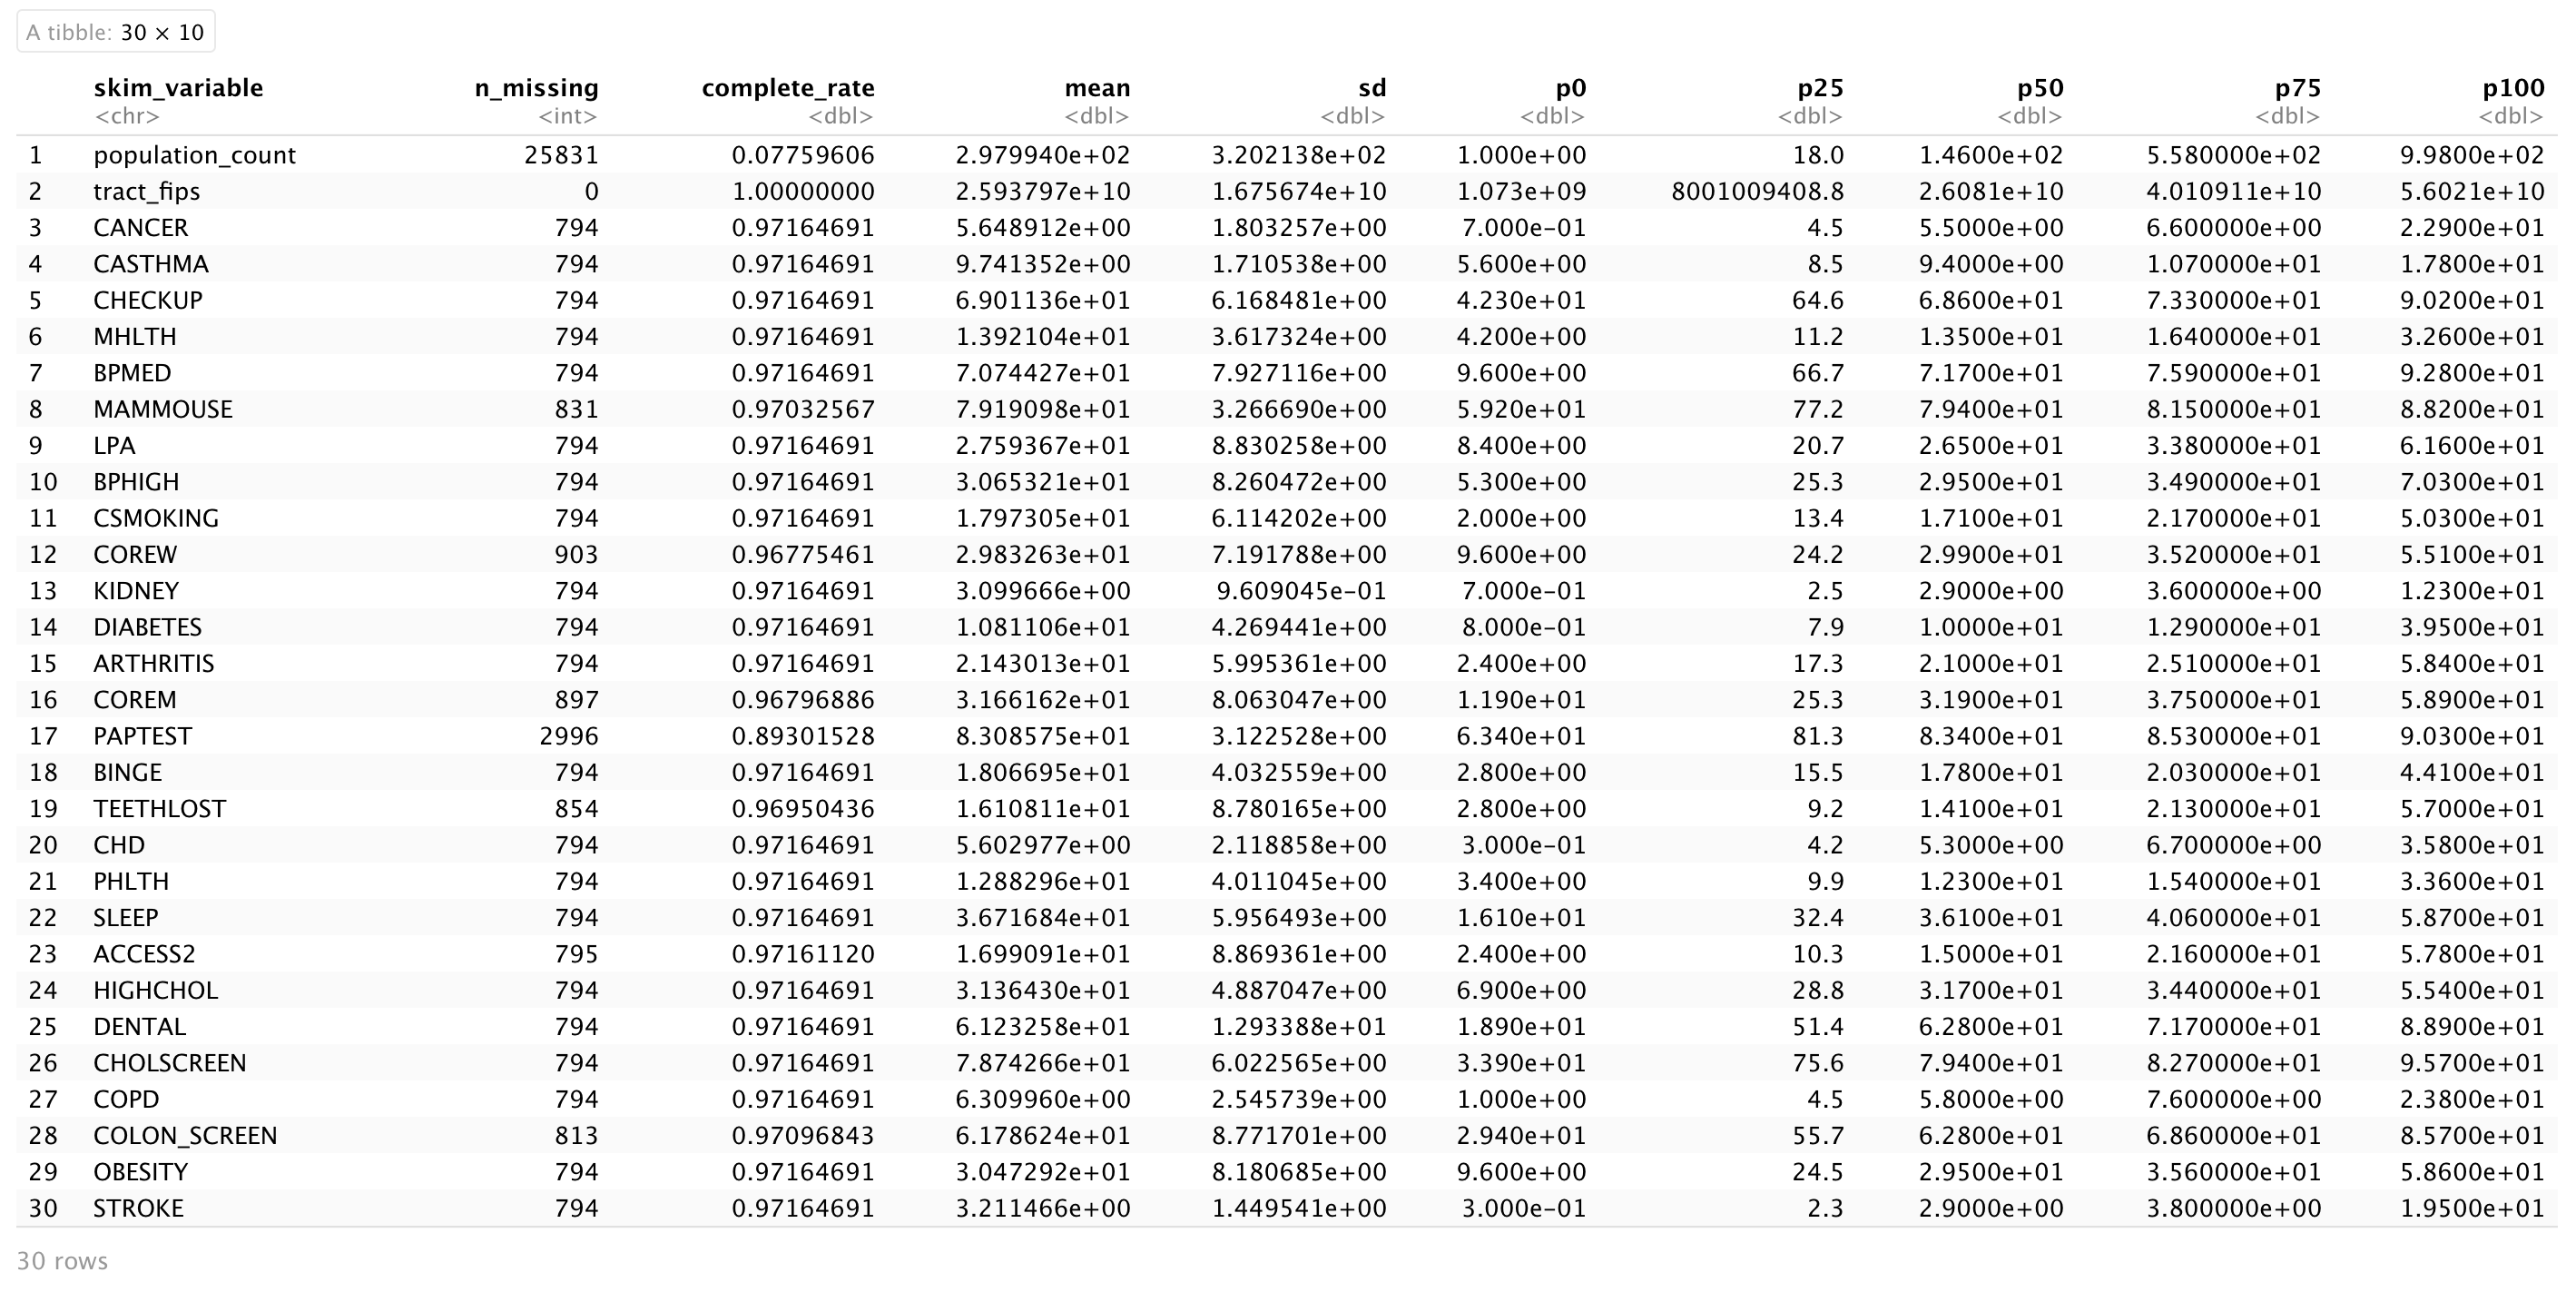 A tibble: 30 × 10
skim_variable n_missing complete_rate mean sd p0 p25 p50 p75 p100
<chr> <int> <dbl> <dbl> <dbl> <dbl> <dbl> <dbl> <dbl> <dbl>
1 population_count 25831 0.07759606 2.979940e+02 3.202138e+02 1.000e+00 18.0 1.4600e+02 5.580000e+02 9.9800e+02
2 tract_fips 0 1.00000000 2.593797e+10 1.675674e+10 1.073e+09 8001009408.8 2.6081e+10 4.010911e+10 5.6021e+10
3 CANCER 794 0.97164691 5.648912e+00 1.803257e+00 7.000e−01 4.5 5.5000e+00 6.600000e+00 2.2900e+01
4 CASTHMA 794 0.97164691 9.741352e+00 1.710538e+00 5.600e+00 8.5 9.4000e+00 1.070000e+01 1.7800e+01
5 CHECKUP 794 0.97164691 6.901136e+01 6.168481e+00 4.230e+01 64.6 6.8600e+01 7.330000e+01 9.0200e+01
6 MHLTH 794 0.97164691 1.392104e+01 3.617324e+00 4.200e+00 11.2 1.3500e+01 1.640000e+01 3.2600e+01
7 BPMED 794 0.97164691 7.074427e+01 7.927116e+00 9.600e+00 66.7 7.1700e+01 7.590000e+01 9.2800e+01
8 MAMMOUSE 831 0.97032567 7.919098e+01 3.266690e+00 5.920e+01 77.2 7.9400e+01 8.150000e+01 8.8200e+01
9 LPA 794 0.97164691 2.759367e+01 8.830258e+00 8.400e+00 20.7 2.6500e+01 3.380000e+01 6.1600e+01
10 BPHIGH 794 0.97164691 3.065321e+01 8.260472e+00 5.300e+00 25.3 2.9500e+01 3.490000e+01 7.0300e+01
11 CSMOKING 794 0.97164691 1.797305e+01 6.114202e+00 2.000e+00 13.4 1.7100e+01 2.170000e+01 5.0300e+01
12 COREW 903 0.96775461 2.983263e+01 7.191788e+00 9.600e+00 24.2 2.9900e+01 3.520000e+01 5.5100e+01
13 KIDNEY 794 0.97164691 3.099666e+00 9.609045e−01 7.000e−01 2.5 2.9000e+00 3.600000e+00 1.2300e+01
14 DIABETES 794 0.97164691 1.081106e+01 4.269441e+00 8.000e−01 7.9 1.0000e+01 1.290000e+01 3.9500e+01
15 ARTHRITIS 794 0.97164691 2.143013e+01 5.995361e+00 2.400e+00 17.3 2.1000e+01 2.510000e+01 5.8400e+01
16 COREM 897 0.96796886 3.166162e+01 8.063047e+00 1.190e+01 25.3 3.1900e+01 3.750000e+01 5.8900e+01
17 PAPTEST 2996 0.89301528 8.308575e+01 3.122528e+00 6.340e+01 81.3 8.3400e+01 8.530000e+01 9.0300e+01
18 BINGE 794 0.97164691 1.806695e+01 4.032559e+00 2.800e+00 15.5 1.7800e+01 2.030000e+01 4.4100e+01
19 TEETHLOST 854 0.96950436 1.610811e+01 8.780165e+00 2.800e+00 9.2 1.4100e+01 2.130000e+01 5.7000e+01
20 CHD 794 0.97164691 5.602977e+00 2.118858e+00 3.000e−01 4.2 5.3000e+00 6.700000e+00 3.5800e+01
21 PHLTH 794 0.97164691 1.288296e+01 4.011045e+00 3.400e+00 9.9 1.2300e+01 1.540000e+01 3.3600e+01
22 SLEEP 794 0.97164691 3.671684e+01 5.956493e+00 1.610e+01 32.4 3.6100e+01 4.060000e+01 5.8700e+01
23 ACCESS2 795 0.97161120 1.699091e+01 8.869361e+00 2.400e+00 10.3 1.5000e+01 2.160000e+01 5.7800e+01
24 HIGHCHOL 794 0.97164691 3.136430e+01 4.887047e+00 6.900e+00 28.8 3.1700e+01 3.440000e+01 5.5400e+01
25 DENTAL 794 0.97164691 6.123258e+01 1.293388e+01 1.890e+01 51.4 6.2800e+01 7.170000e+01 8.8900e+01
26 CHOLSCREEN 794 0.97164691 7.874266e+01 6.022565e+00 3.390e+01 75.6 7.9400e+01 8.270000e+01 9.5700e+01
27 COPD 794 0.97164691 6.309960e+00 2.545739e+00 1.000e+00 4.5 5.8000e+00 7.600000e+00 2.3800e+01
28 COLON_SCREEN 813 0.97096843 6.178624e+01 8.771701e+00 2.940e+01 55.7 6.2800e+01 6.860000e+01 8.5700e+01
29 OBESITY 794 0.97164691 3.047292e+01 8.180685e+00 9.600e+00 24.5 2.9500e+01 3.560000e+01 5.8600e+01
30 STROKE 794 0.97164691 3.211466e+00 1.449541e+00 3.000e−01 2.3 2.9000e+00 3.800000e+00 1.9500e+01
30 rows